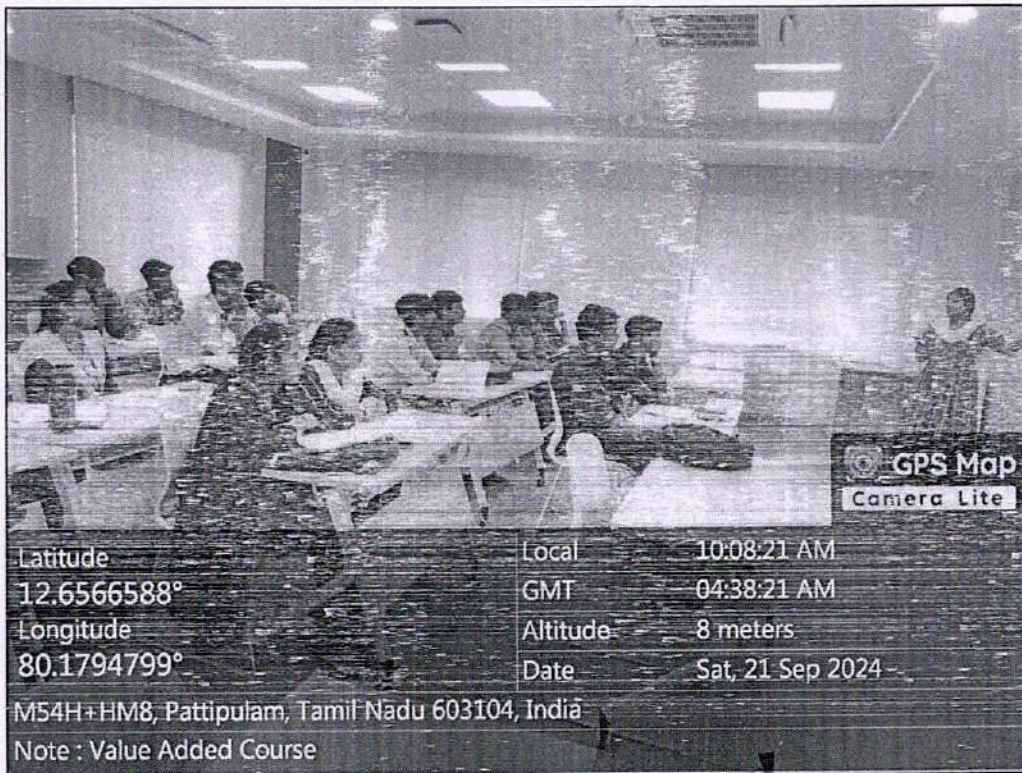 GPS Map
Camera Lite
Latitude
12.6566588°
Longitude
80.1794799°
Local 10:08:21 AM
GMT 04:38:21 AM
Altitude 8 meters
Date Sat, 21 Sep 2024
M54H+HM8, Pattipulam, Tamil Nadu 603104, India
Note : Value Added Course